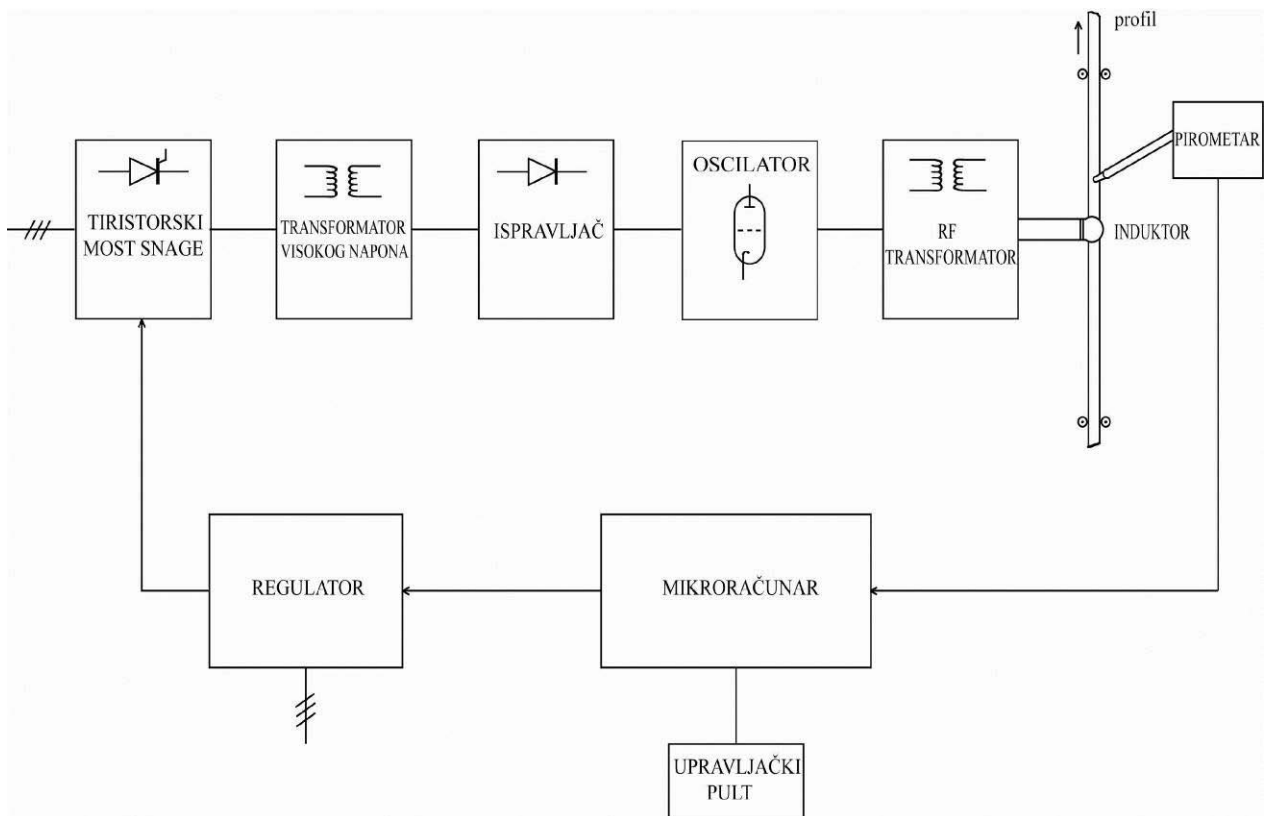 profil
PIROMETAR
TIRISTORSKI
MOST SNAGE
TRANSFORMATOR
VISOKOG NAPONA
ISPRAVLJAČ
OSCILATOR
RF
TRANSFORMATOR
INDUKTOR
REGULATOR
MIKRORAČUNAR
UPRAVLJAČKI
PULT